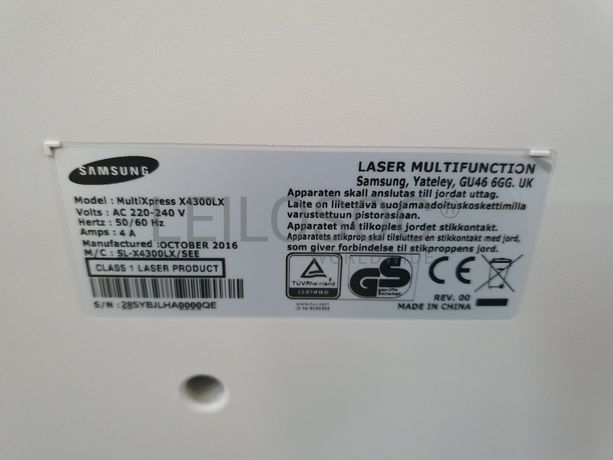 SAMSUNG
Model : MultiXpress X4300LX
Volts : AC 220-240 V
Hertz : 50/60 Hz
Amps : 4 A
Manufactured :OCTOBER 2016
M/C : SL-X4300LX/SEE
CLASS 1 LASER PRODUCT
S/N :28SYBJLHA0000QE
LASER MULTIFUNCTION
Samsung, Yateley, GU46 6GG. UK
Apparaten skall anslutas till jordat uttag.
Laite on liitettävä suojamaadoituskoskettimilla
varustettuun pistorasiaan.
Apparatet må tilkoples jordet stikkontakt.
Apparatets stikprop skal tilsluttes en stikkontakt med jord,
som giver forbindelse til stikproppens jord.
TÜVRheinland
CERTIFIED
GS
geprüfte
Sicherheit
CE
REV. 00
MADE IN CHINA